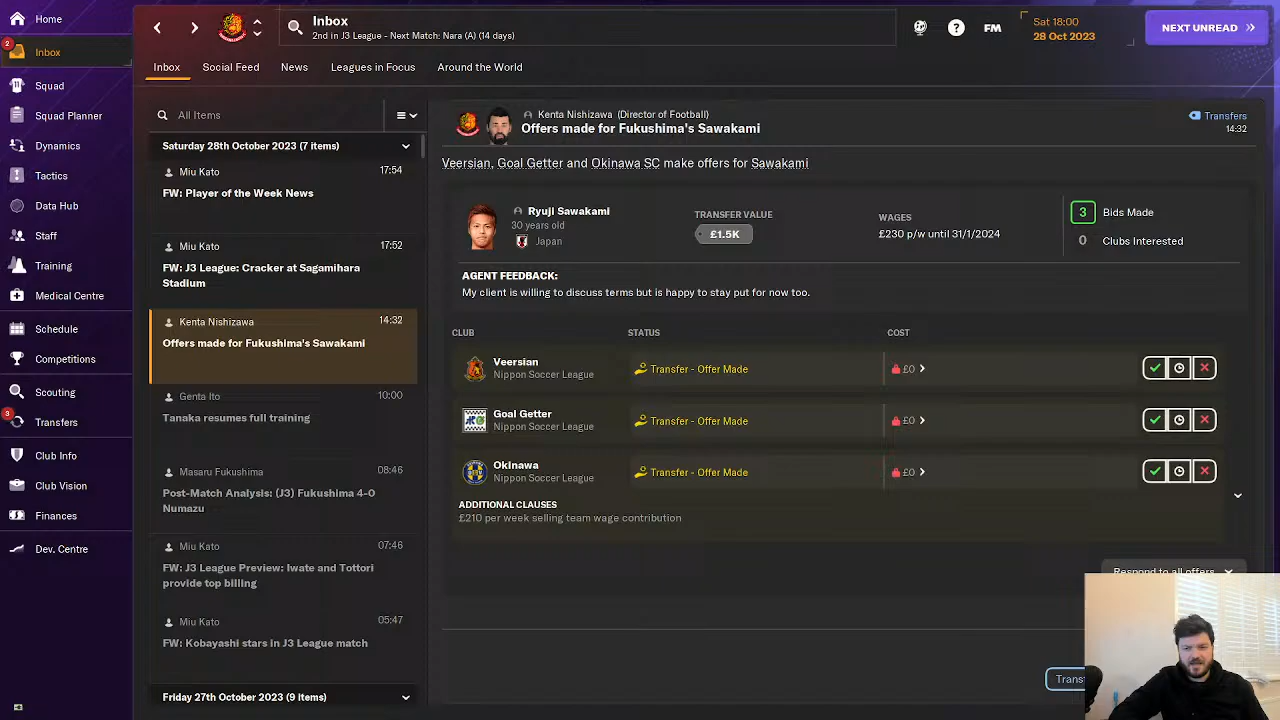 Home
Inbox
2nd in J3 League - Next Match: Nara (A) (14 days)
FM
Sat 18:00
28 Oct 2023
NEXT UNREAD
2
Inbox
Inbox
Social Feed
News
Leagues in Focus
Around the World
Squad
Squad Planner
Dynamics
Tactics
Data Hub
Staff
Training
Medical Centre
Schedule
Competitions
Scouting
3
Transfers
Club Info
Club Vision
Finances
Dev. Centre
All Items
Saturday 28th October 2023 (7 items)
Miu Kato
17:54
FW: Player of the Week News
Miu Kato
17:52
FW: J3 League: Cracker at Sagamihara
Stadium
Kenta Nishizawa
14:32
Offers made for Fukushima's Sawakami
Genta Ito
10:00
Tanaka resumes full training
Masaru Fukushima
08:46
Post-Match Analysis: (J3) Fukushima 4-0
Numazu
Miu Kato
07:46
FW: J3 League Preview: Iwate and Tottori
provide top billing
Miu Kato
05:47
FW: Kobayashi stars in J3 League match
Friday 27th October 2023 (9 items)
Kenta Nishizawa (Director of Football)
Offers made for Fukushima's Sawakami
Transfers
14:32
Veersian, Goal Getter and Okinawa SC make offers for Sawakami
Ryuji Sawakami
30 years old
Japan
TRANSFER VALUE
£1.5K
WAGES
£230 p/w until 31/1/2024
3 Bids Made
0 Clubs Interested
AGENT FEEDBACK:
My client is willing to discuss terms but is happy to stay put for now too.
CLUB
STATUS
COST
Veersian
Nippon Soccer League
Transfer - Offer Made
£0
Goal Getter
Nippon Soccer League
Transfer - Offer Made
£0
Okinawa
Nippon Soccer League
Transfer - Offer Made
£0
ADDITIONAL CLAUSES
£210 per week selling team wage contribution
Respond to all offers